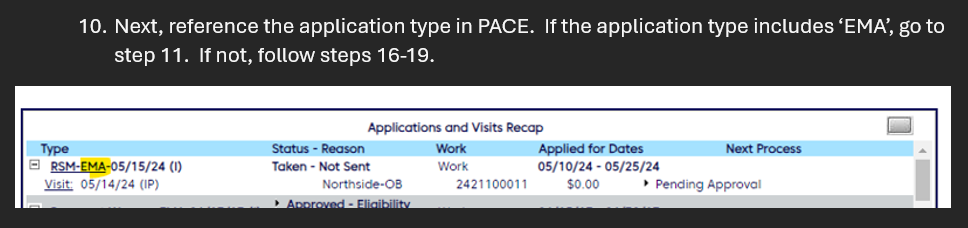 10. Next, reference the application type in PACE. If the application type includes ‘EMA’, go to
step 11. If not, follow steps 16-19.
Applications and Visits Recap
Type Status - Reason Work Applied for Dates Next Process
RSM-EMA-05/15/24 (I) Taken - Not Sent Work 05/10/24 - 05/25/24
Visit: 05/14/24 (IP) Northside-OB 2421100011 $0.00 Pending Approval
Approved - Eligibility